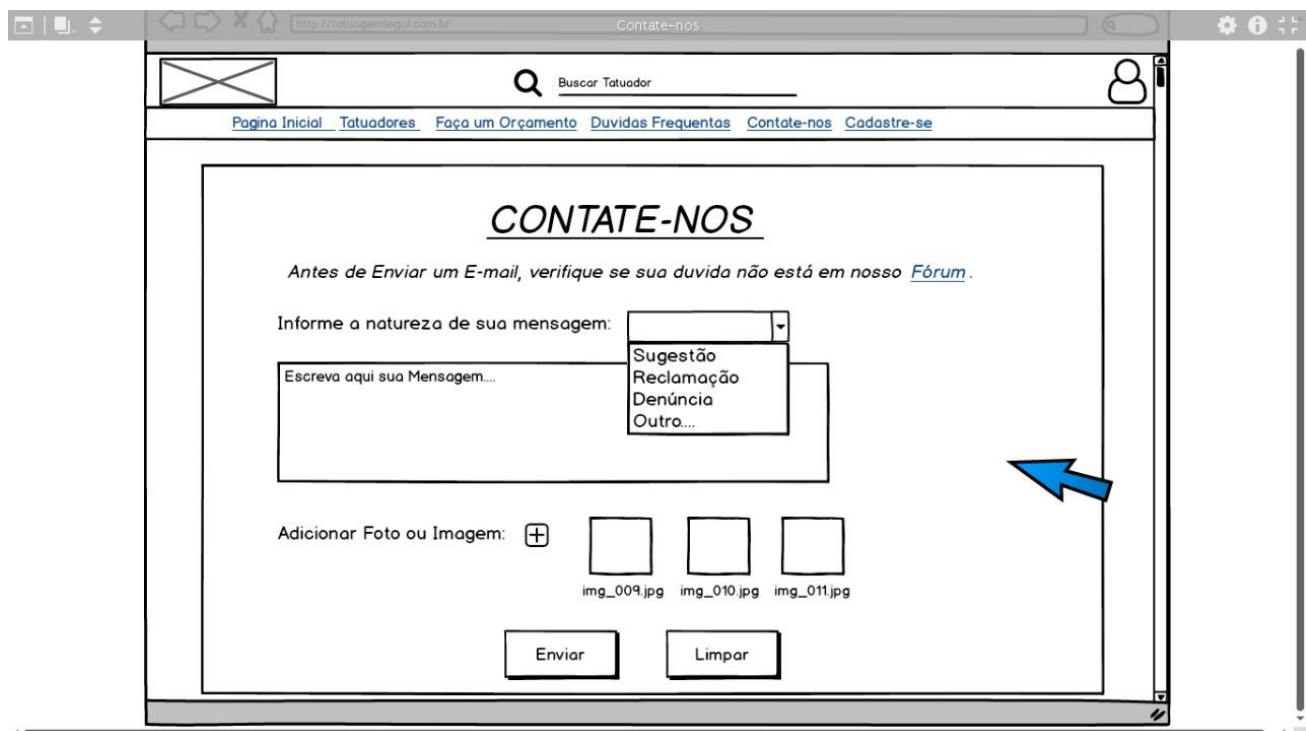 http://tatuagemlegal.com.br
Contate-nos
Buscar Tatuador
Pagina Inicial Tatuadores Faça um Orçamento Duvidas Frequentas Contate-nos Cadastre-se
CONTATE-NOS
Antes de Enviar um E-mail, verifique se sua duvida não está em nosso Fórum .
Informe a natureza de sua mensagem:
Sugestão
Reclamação
Denúncia
Outro....
Escreva aqui sua Mensagem....
Adicionar Foto ou Imagem:
img_009.jpg img_010.jpg img_011.jpg
Enviar Limpar